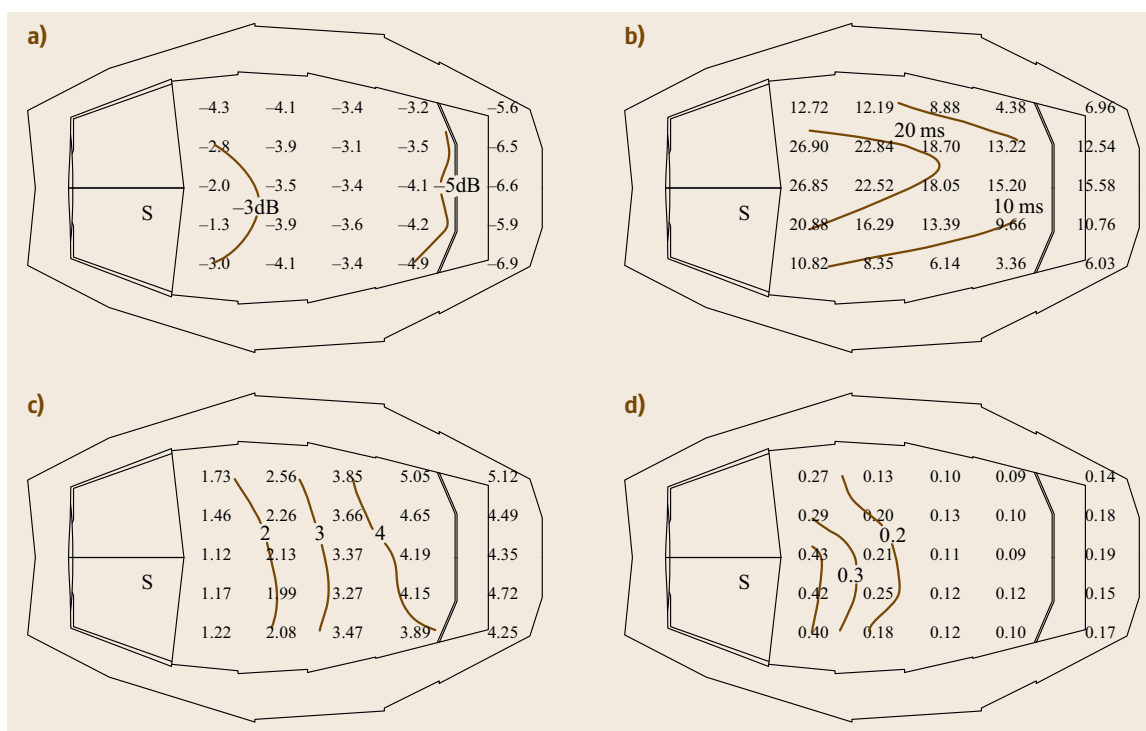 a)
–4.3 –4.1 –3.4 –3.2 –5.6
–2.8 –3.9 –3.1 –3.5 –6.5
–2.0 –3.5 –3.4 –4.1 –5dB –6.6
S –3dB
–1.3 –3.9 –3.6 –4.2 –5.9
–3.0 –4.1 –3.4 –4.9 –6.9
b)
12.72 12.19 8.88 4.38 6.96
20 ms
26.90 22.84 18.70 13.22 12.54
26.85 22.52 18.05 15.20 15.58
S 10 ms
20.88 16.29 13.39 9.66 10.76
10.82 8.35 6.14 3.36 6.03
c)
1.73 2.56 3.85 5.05 5.12
1.46 2.26 3.66 4.65 4.49
2 3 4
1.12 2.13 3.37 4.19 4.35
S
1.17 1.99 3.27 4.15 4.72
1.22 2.08 3.47 3.89 4.25
d)
0.27 0.13 0.10 0.09 0.14
0.29 0.20 0.13 0.10 0.18
0.2
0.43 0.21 0.11 0.09 0.19
S 0.3
0.42 0.25 0.12 0.12 0.15
0.40 0.18 0.12 0.10 0.17